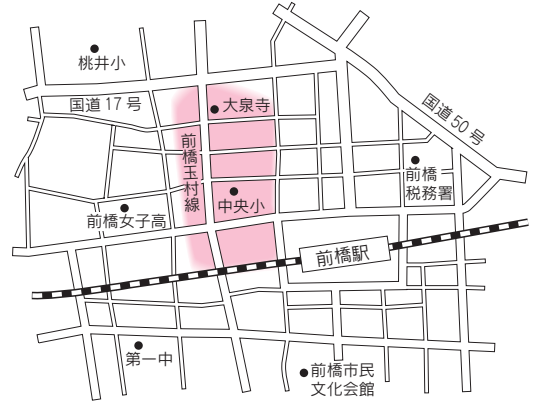 桃井小
国道17号
大泉寺
国道50号
前橋玉村線
前橋
税務署
中央小
前橋女子高
前橋駅
第一中
前橋市民
文化会館